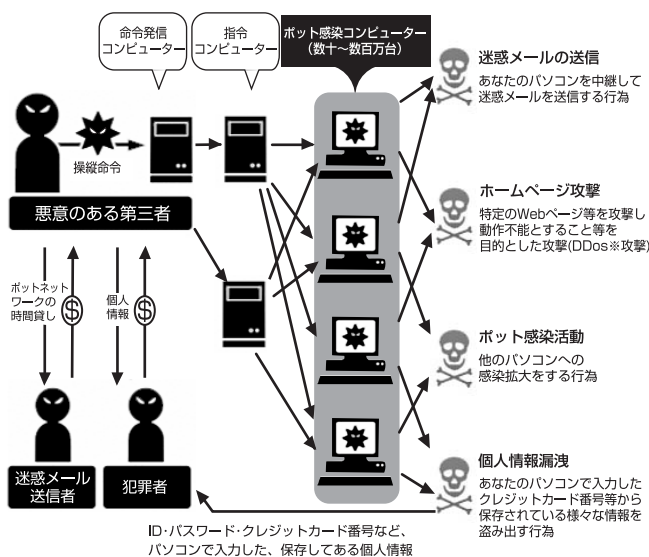 命令発信
コンピューター
指令
コンピューター
ボット感染コンピューター
(数十～数百万台)
操縦命令
悪意のある第三者
ボットネット
ワークの
時間貸し
$
個人
情報
$
迷惑メール
送信者
犯罪者
迷惑メールの送信
あなたのパソコンを中継して
迷惑メールを送信する行為
ホームページ攻撃
特定のWebページ等を攻撃し
動作不能とすること等を
目的とした攻撃(DDos※攻撃)
ボット感染活動
他のパソコンへの
感染拡大をする行為
個人情報漏洩
あなたのパソコンで入力した
クレジットカード番号等から
保存されている様々な情報を
盗み出す行為
ID・パスワード・クレジットカード番号など、
パソコンで入力した、保存してある個人情報